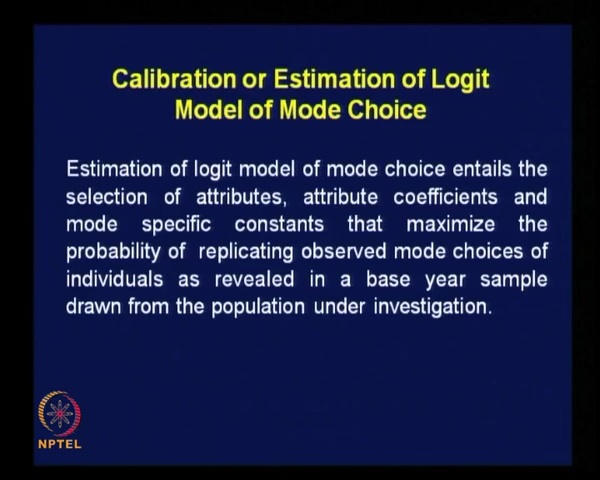 Calibration or Estimation of Logit
Model of Mode Choice
Estimation of logit model of mode choice entails the
selection of attributes, attribute coefficients and
mode specific constants that maximize the
probability of replicating observed mode choices of
individuals as revealed in a base year sample
drawn from the population under investigation.
NPTEL